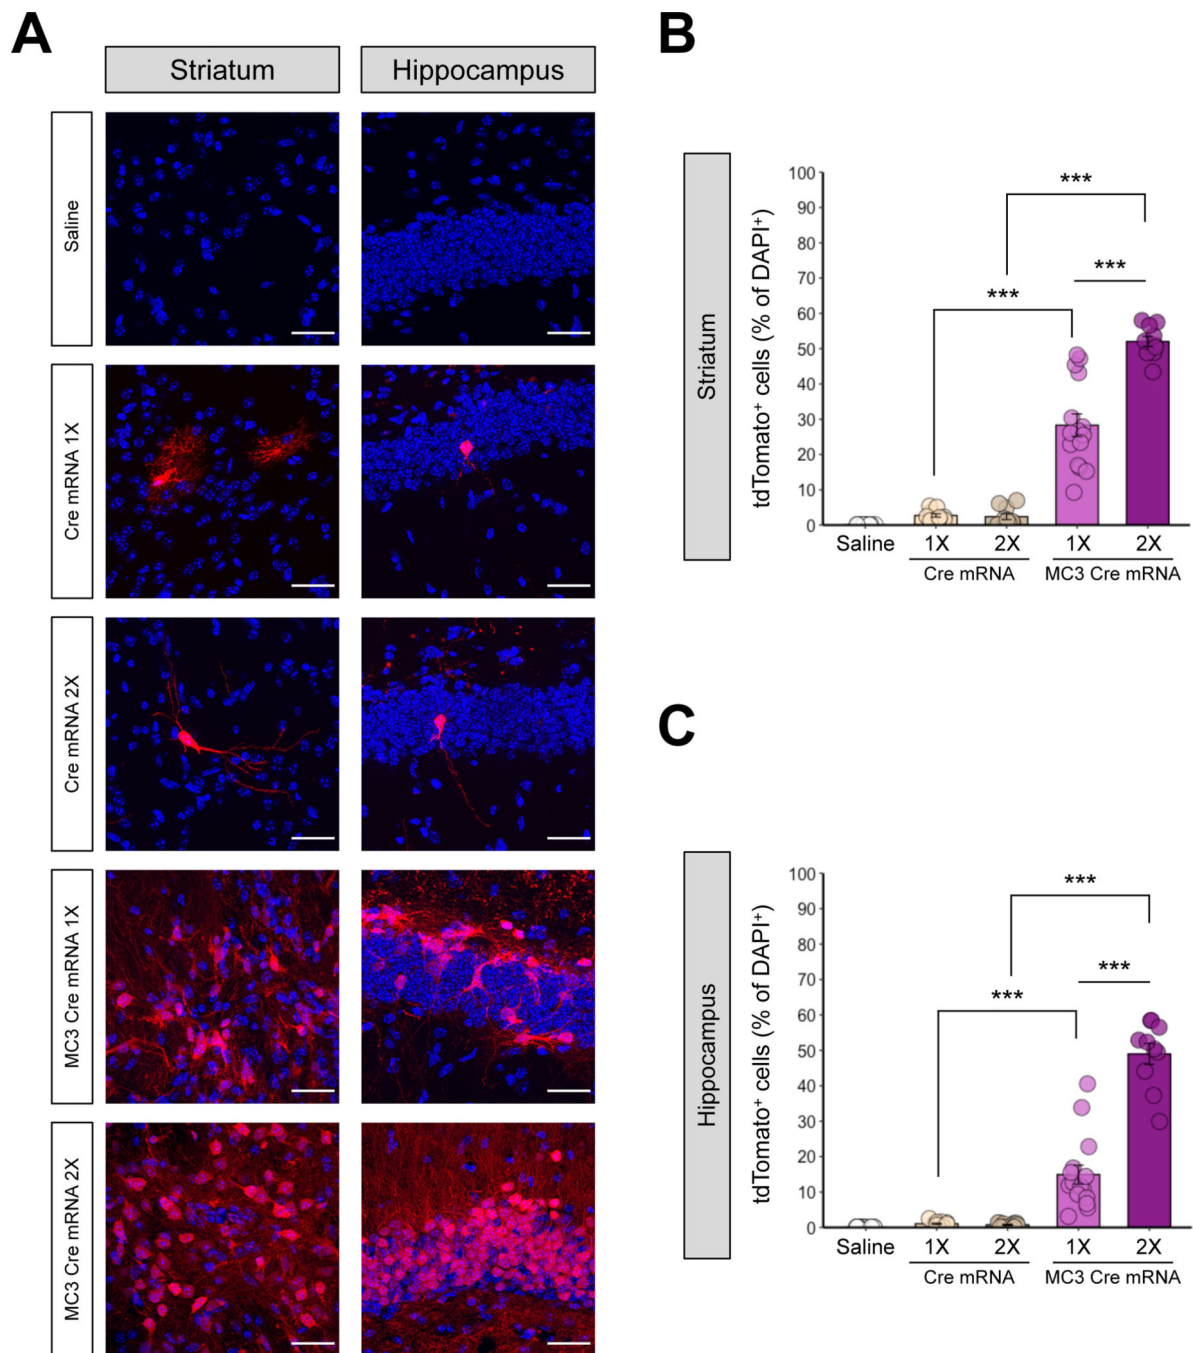 A
Striatum
Hippocampus
Saline
Cre mRNA 1X
Cre mRNA 2X
MC3 Cre mRNA 1X
MC3 Cre mRNA 2X
B
Striatum
tdTomato⁺ cells (% of DAPI⁺)
100
90
80
70
60
50
40
30
20
10
0
***
***
***
Saline
1X
2X
1X
2X
Cre mRNA
MC3 Cre mRNA
C
Hippocampus
tdTomato⁺ cells (% of DAPI⁺)
100
90
80
70
60
50
40
30
20
10
0
***
***
***
Saline
1X
2X
1X
2X
Cre mRNA
MC3 Cre mRNA